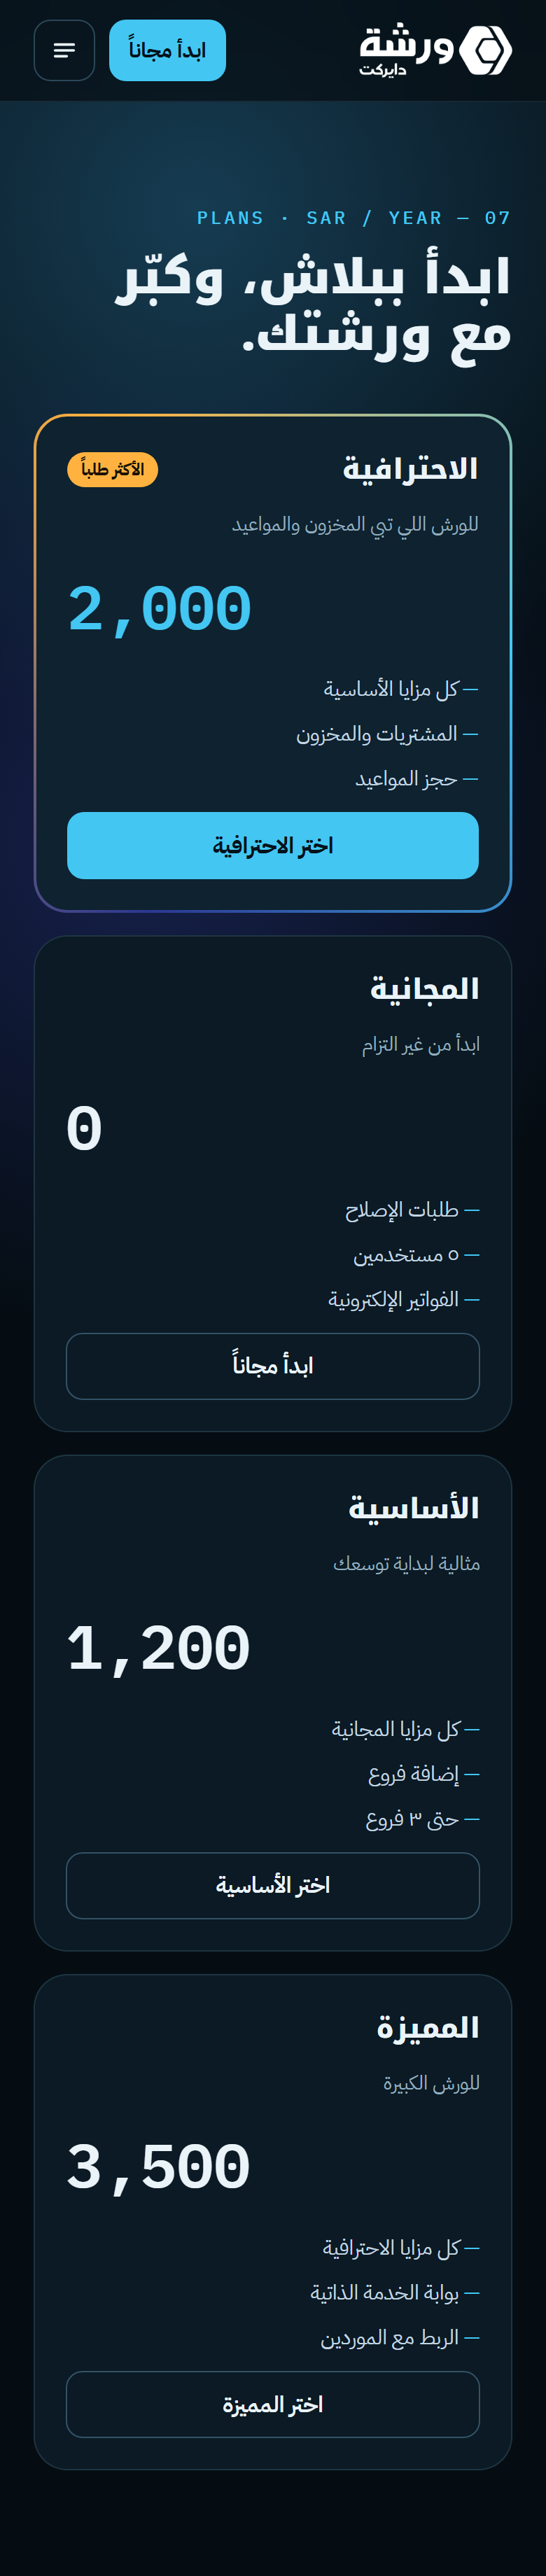 ورشة
دايركت
ابدأ مجاناً
07 — PLANS · SAR / YEAR
ابدأ ببلاش، وكبّر
مع ورشتك.
الاحترافية
الأكثر طلباً
للورش اللي تبي المخزون والمواعيد
2,000
— كل مزايا الأساسية
— المشتريات والمخزون
— حجز المواعيد
اختر الاحترافية
المجانية
ابدأ من غير التزام
0
— طلبات الإصلاح
— ٥ مستخدمين
— الفواتير الإلكترونية
ابدأ مجاناً
الأساسية
مثالية لبداية توسعك
1,200
— كل مزايا المجانية
— إضافة فروع
— حتى ٣ فروع
اختر الأساسية
المميزة
للورش الكبيرة
3,500
— كل مزايا الاحترافية
— بوابة الخدمة الذاتية
— الربط مع الموردين
اختر المميزة